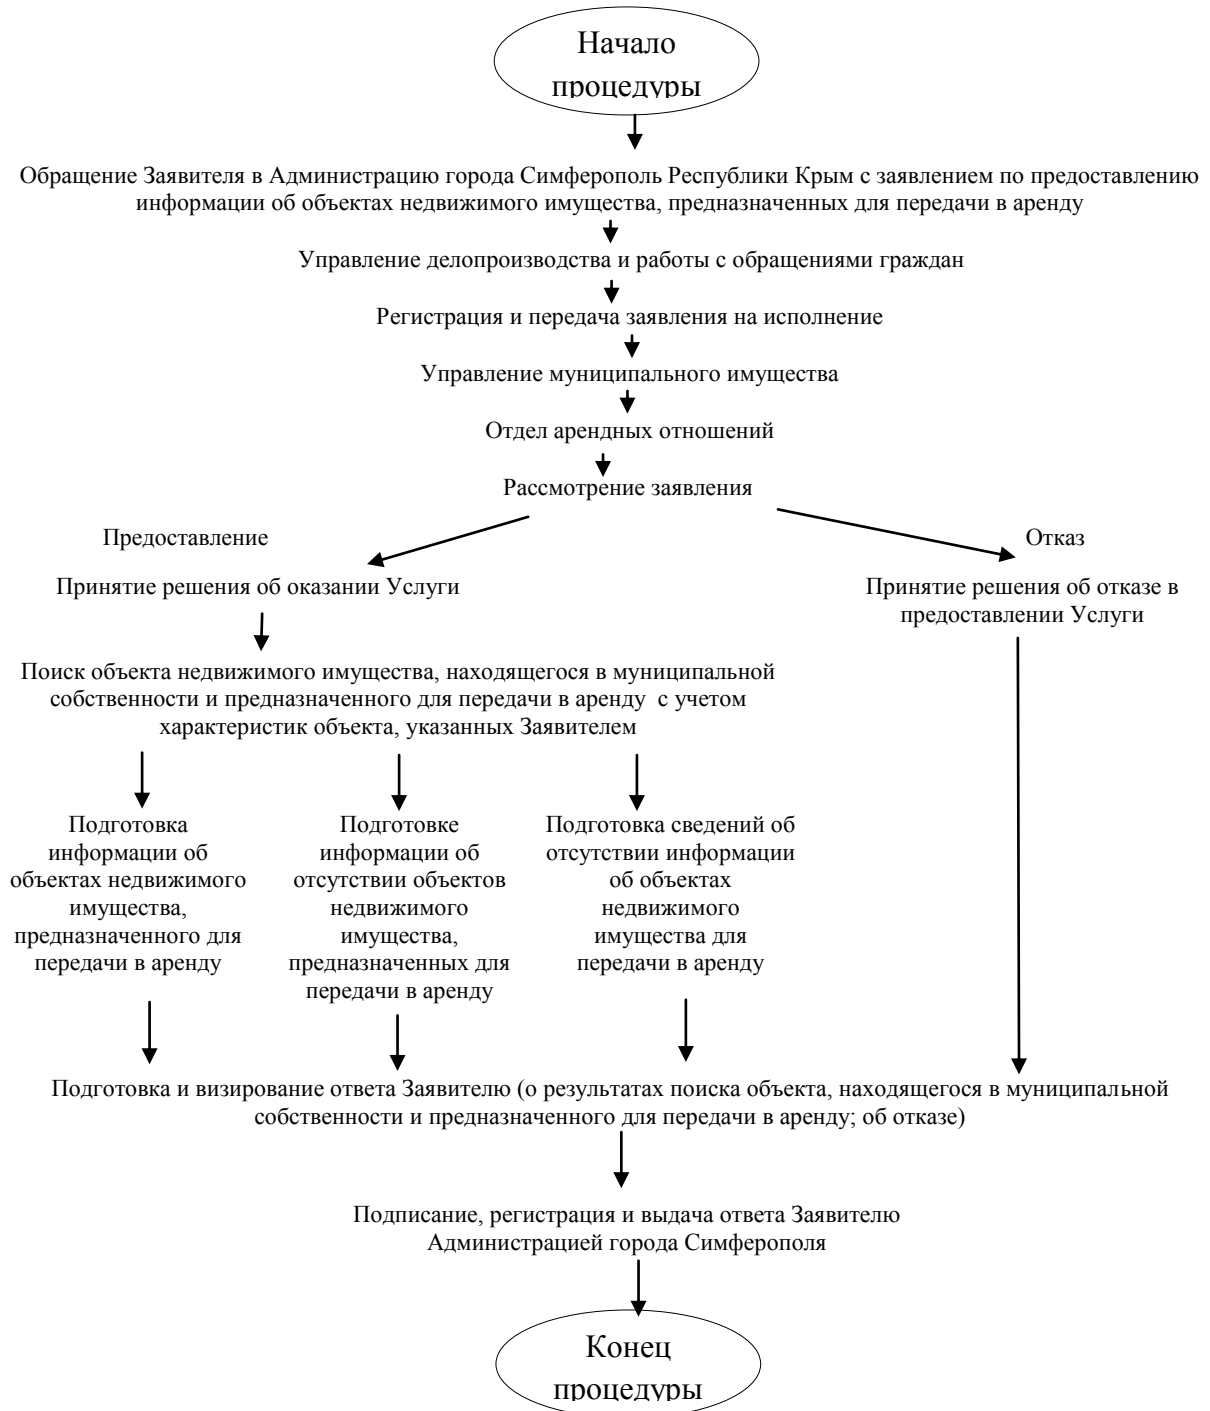 Начало
процедуры
Обращение Заявителя в Администрацию города Симферополь Республики Крым с заявлением по предоставлению
информации об объектах недвижимого имущества, предназначенных для передачи в аренду
Управление делопроизводства и работы с обращениями граждан
Регистрация и передача заявления на исполнение
Управление муниципального имущества
Отдел арендных отношений
Рассмотрение заявления
Предоставление
Отказ
Принятие решения об оказании Услуги
Принятие решения об отказе в
предоставлении Услуги
Поиск объекта недвижимого имущества, находящегося в муниципальной
собственности и предназначенного для передачи в аренду с учетом
характеристик объекта, указанных Заявителем
Подготовка
информации об
объектах недвижимого
имущества,
предназначенного для
передачи в аренду
Подготовке
информации об
отсутствии объектов
недвижимого
имущества,
предназначенных для
передачи в аренду
Подготовка сведений об
отсутствии информации
об объектах
недвижимого
имущества для
передачи в аренду
Подготовка и визирование ответа Заявителю (о результатах поиска объекта, находящегося в муниципальной
собственности и предназначенного для передачи в аренду; об отказе)
Подписание, регистрация и выдача ответа Заявителю
Администрацией города Симферополя
Конец
процедуры